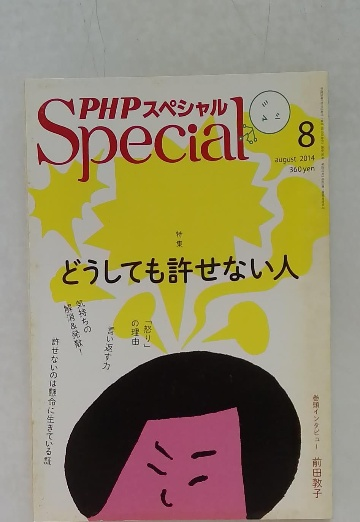 PHPスペシャル
Special
8
august 2014
360yen
特集
どうしても許せない人
「怒り」
の理由
言い返す力
気持ちの
解消&発散!
許せないのは懸命に生きている証
巻頭インタビュー 前田敦子